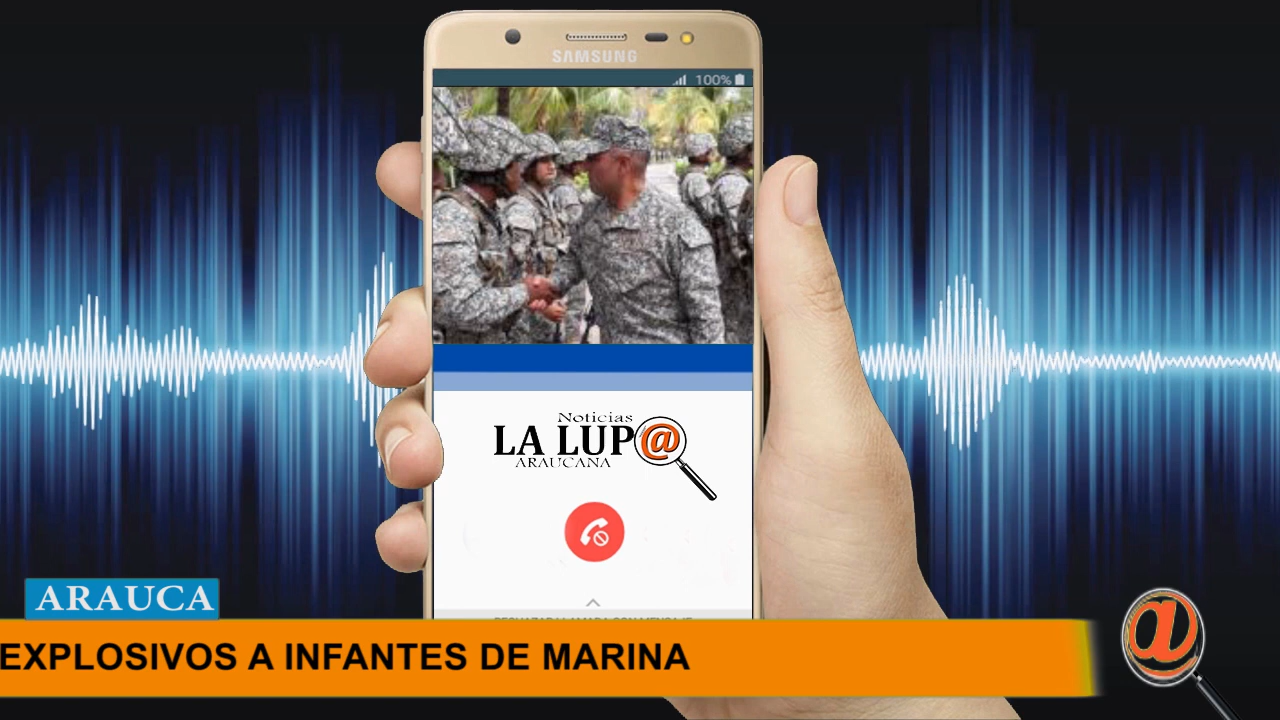 SAMSUNG
100%
Noticias
LA LUP@
ARAUCANA
ARAUCA
EXPLOSIVOS A INFANTES DE MARINA
@